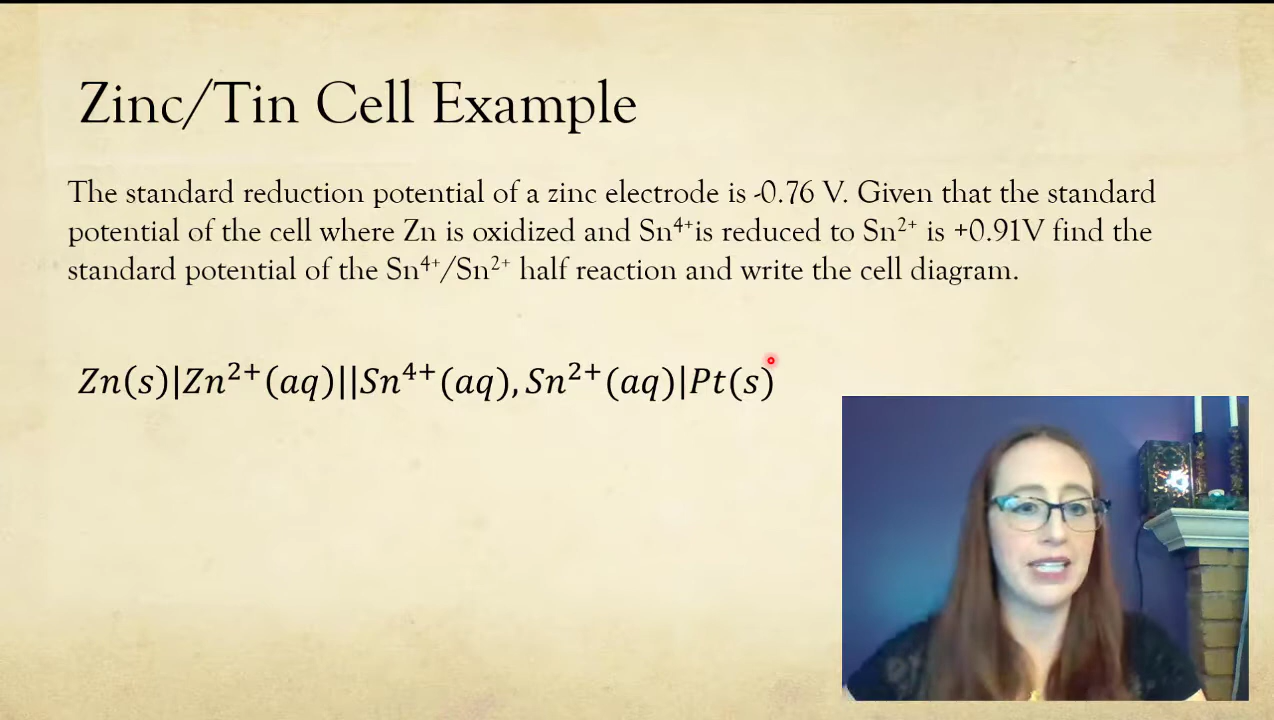 Zinc/Tin Cell Example
The standard reduction potential of a zinc electrode is -0.76 V. Given that the standard
potential of the cell where Zn is oxidized and Sn⁴⁺is reduced to Sn²⁺ is +0.91V find the
standard potential of the Sn⁴⁺/Sn²⁺ half reaction and write the cell diagram.
Zn(s)|Zn²⁺(aq)||Sn⁴⁺(aq),Sn²⁺(aq)|Pt(s)